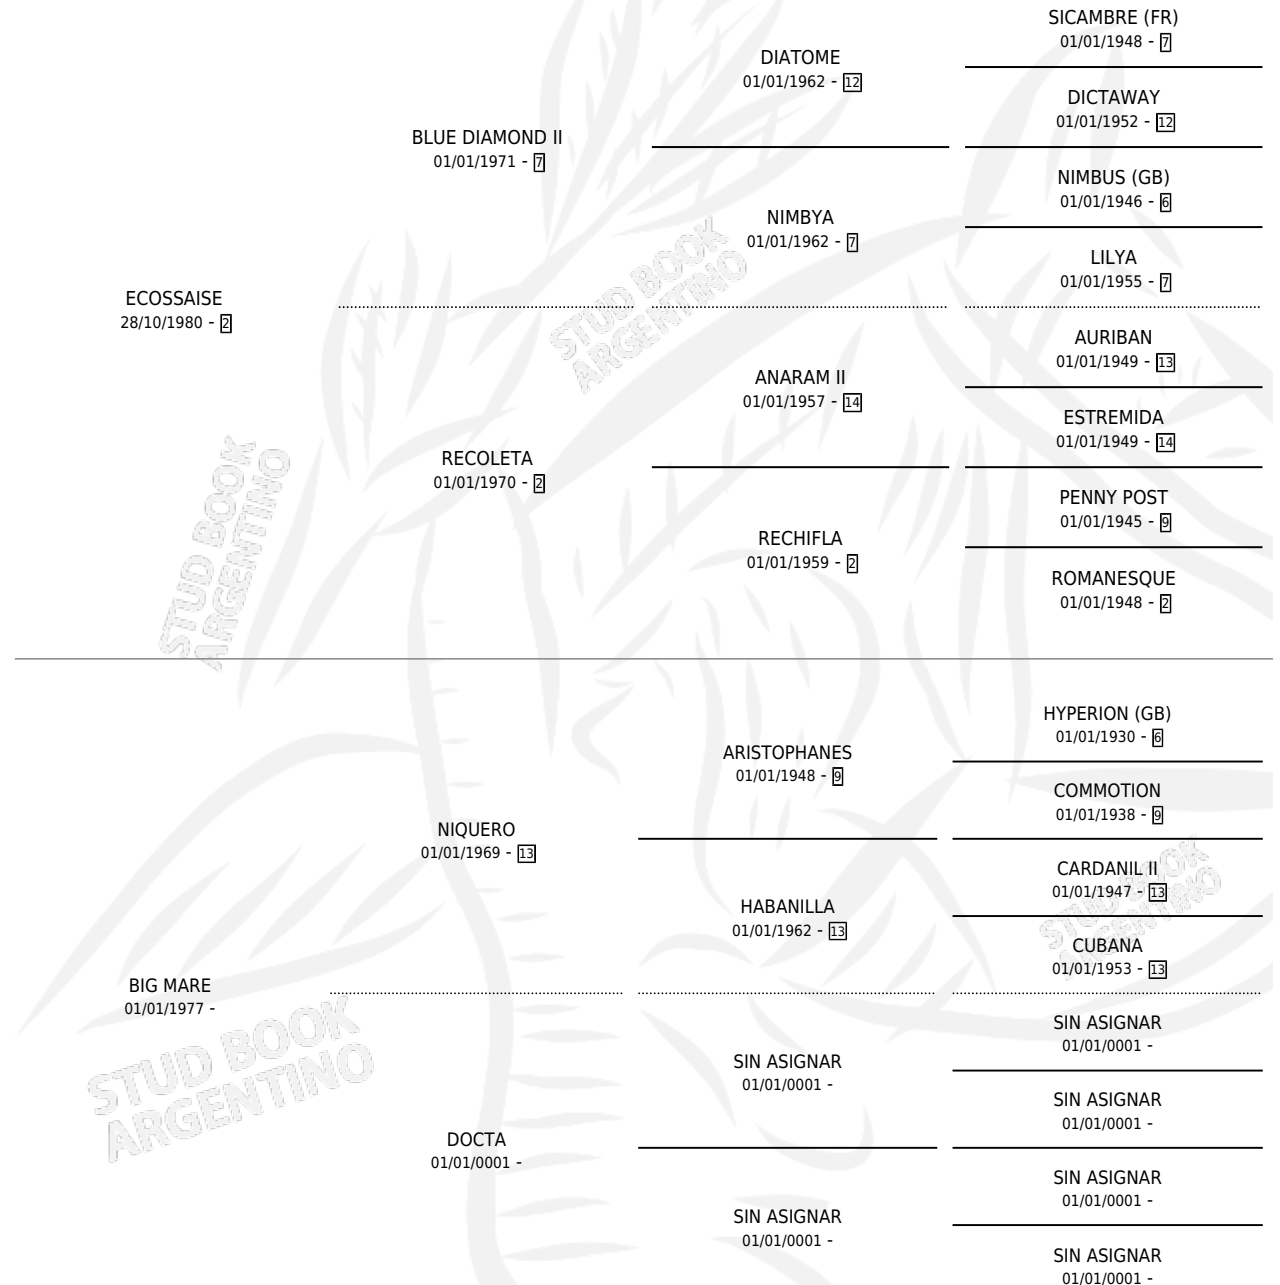 SICAMBRE (FR)
01/01/1948 - 7
DIATOME
01/01/1962 - 12
DICTAWAY
01/01/1952 - 12
BLUE DIAMOND II
01/01/1971 - 7
NIMBUS (GB)
01/01/1946 - 6
NIMBYA
01/01/1962 - 7
LILYA
01/01/1955 - 7
ECOSSAISE
28/10/1980 - 2
AURIBAN
01/01/1949 - 13
ANARAM II
01/01/1957 - 14
ESTREMIDA
01/01/1949 - 14
RECOLETA
01/01/1970 - 2
PENNY POST
01/01/1945 - 9
RECHIFLA
01/01/1959 - 2
ROMANESQUE
01/01/1948 - 2
HYPERION (GB)
01/01/1930 - 6
ARISTOPHANES
01/01/1948 - 9
COMMOTION
01/01/1938 - 9
NIQUERO
01/01/1969 - 13
CARDANIL II
01/01/1947 - 13
HABANILLA
01/01/1962 - 13
CUBANA
01/01/1953 - 13
BIG MARE
01/01/1977 -
SIN ASIGNAR
01/01/0001 -
SIN ASIGNAR
01/01/0001 -
SIN ASIGNAR
01/01/0001 -
DOCTA
01/01/0001 -
SIN ASIGNAR
01/01/0001 -
SIN ASIGNAR
01/01/0001 -
SIN ASIGNAR
01/01/0001 -
STUD BOOK
ARGENTINO
STUD BOOK
ARGENTINO
STUD BOOK
ARGENTINO
STUD BOOK
ARGENTINO